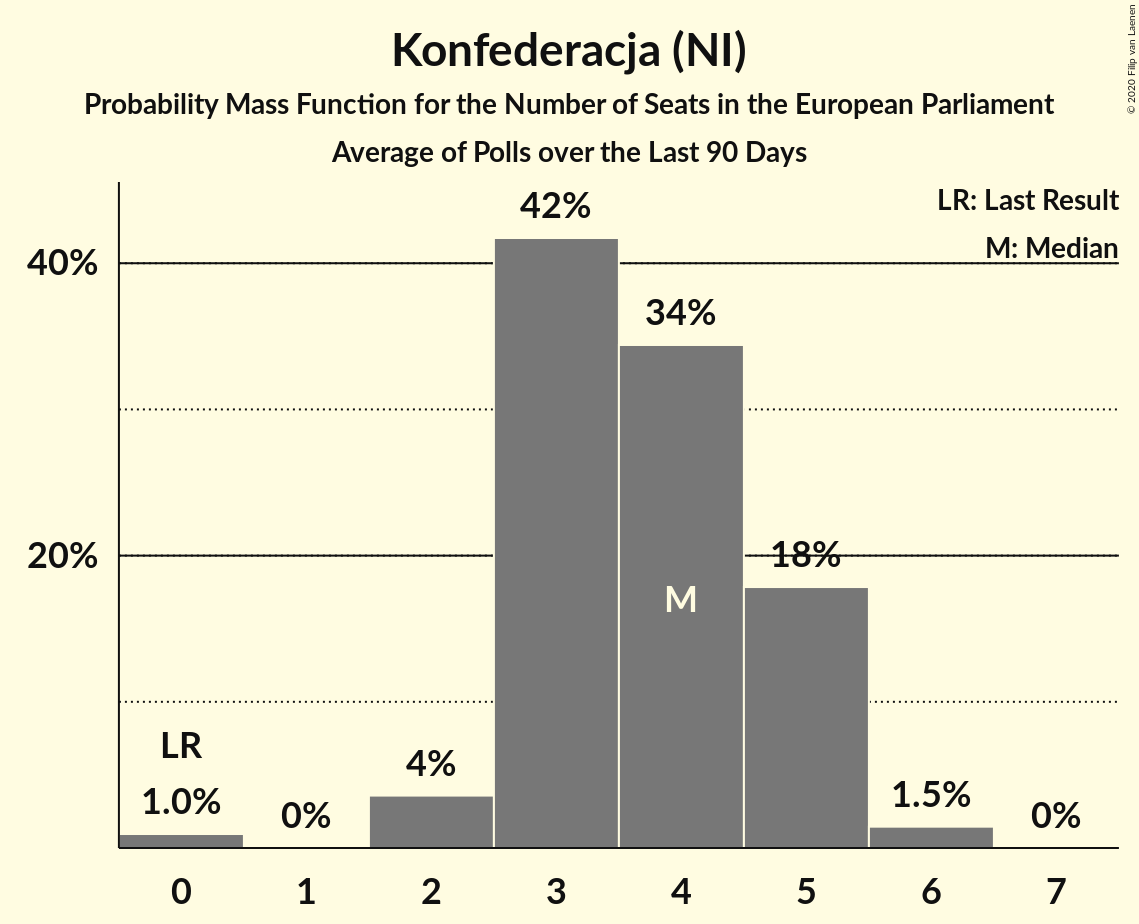 Konfederacja (NI)
Probability Mass Function for the Number of Seats in the European Parliament
Average of Polls over the Last 90 Days
© 2020 Filip van Laenen
LR: Last Result
M: Median
42%
40%
34%
20%
18%
M
LR
4%
1.0%
0%
1.5%
0%
0 1 2 3 4 5 6 7